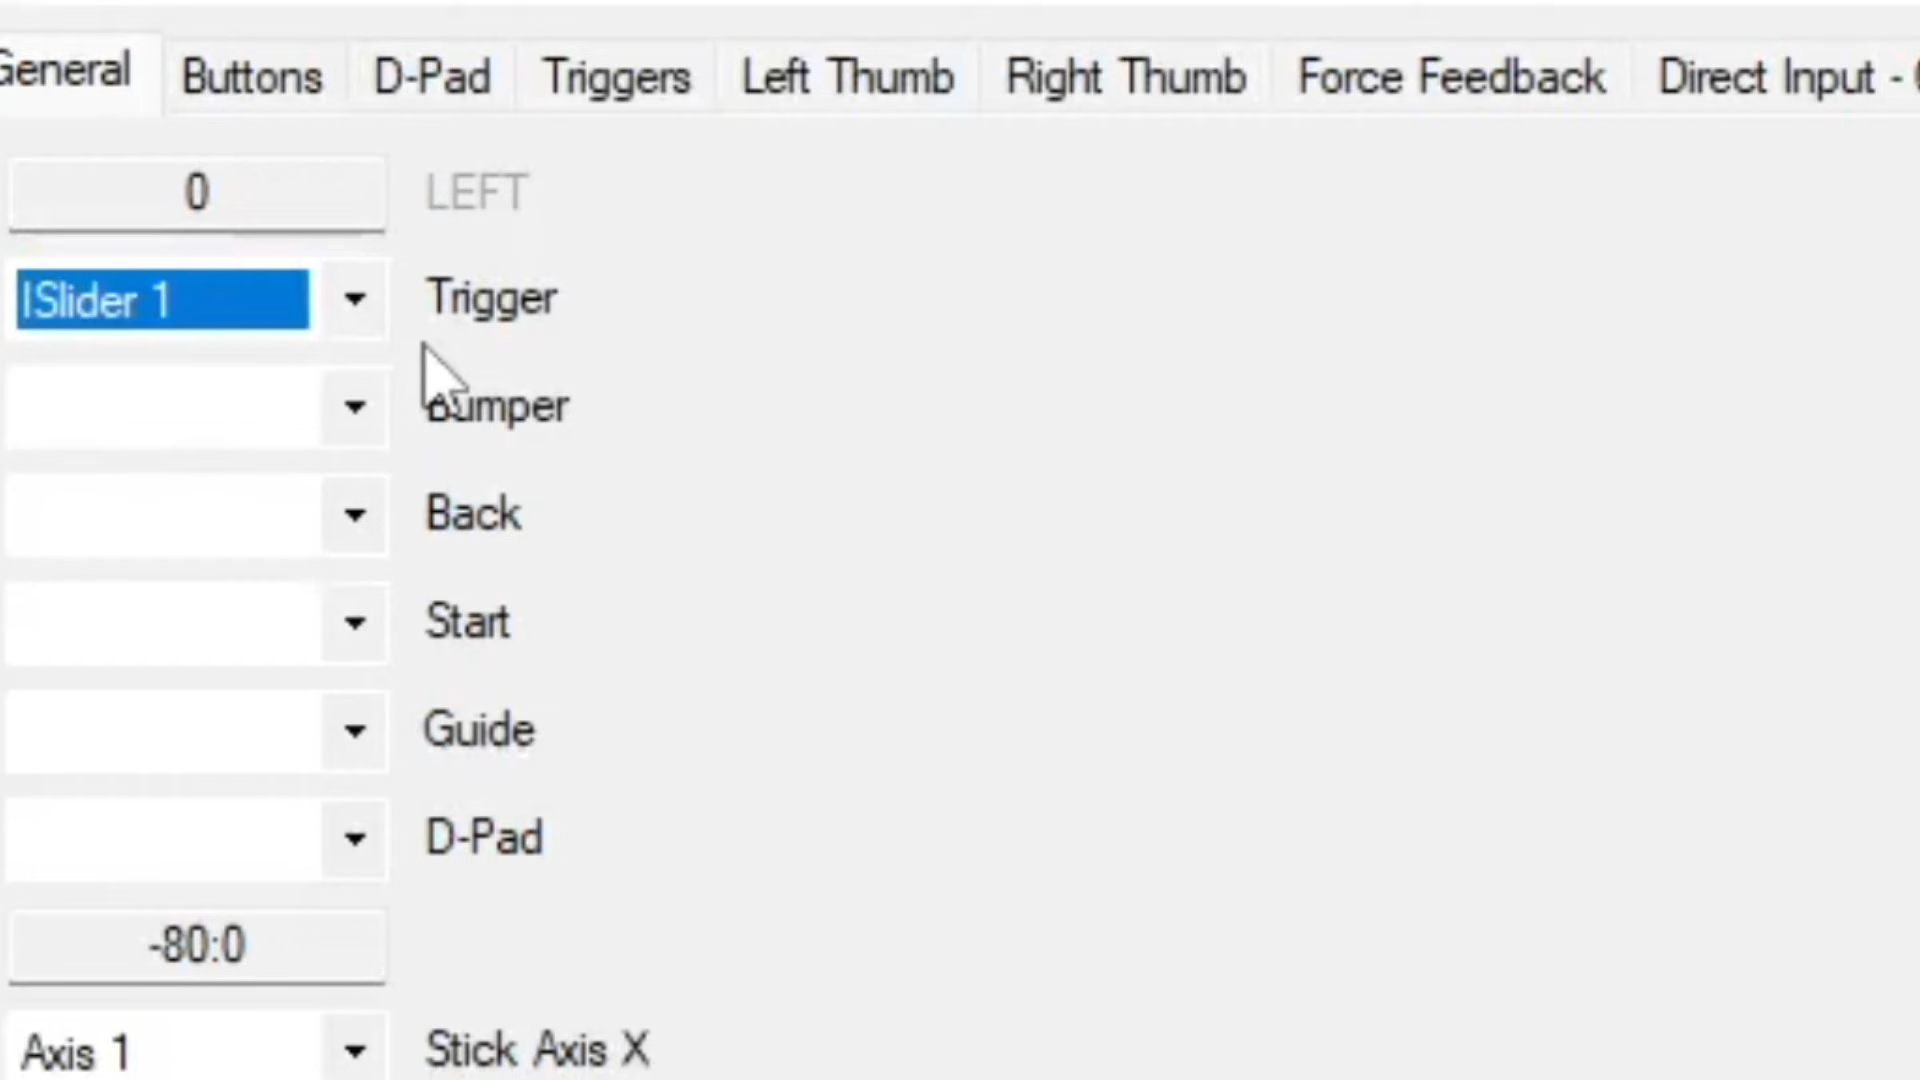 General Buttons D-Pad Triggers Left Thumb Right Thumb Force Feedback Direct Input -
0 LEFT
ISlider 1 Trigger
Bumper
Back
Start
Guide
D-Pad
-80:0
Axis 1 Stick Axis X